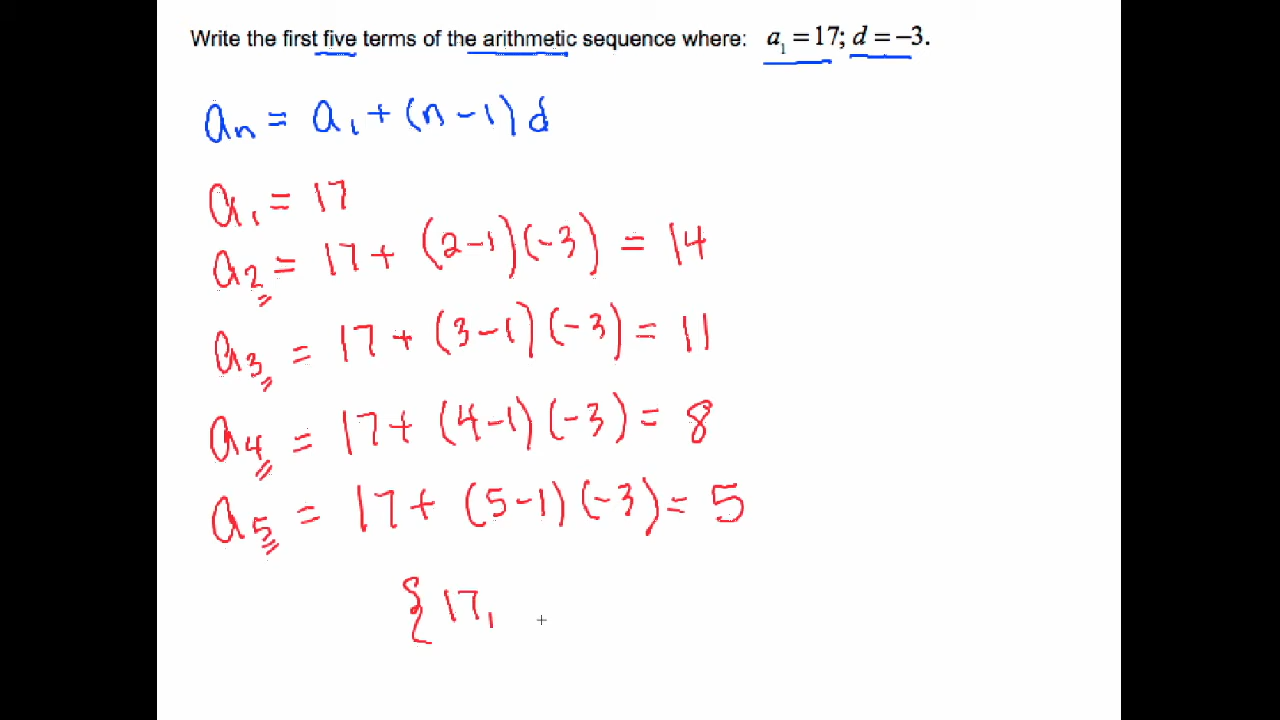 Write the first five terms of the arithmetic sequence where: a₁ = 17; d = −3.
aₙ = a₁ + (n − 1) d
a₁ = 17
a₂ = 17 + (2−1)(−3) = 14
a₃ = 17 + (3−1)(−3) = 11
a₄ = 17 + (4−1)(−3) = 8
a₅ = 17 + (5−1)(−3) = 5
{ 17,